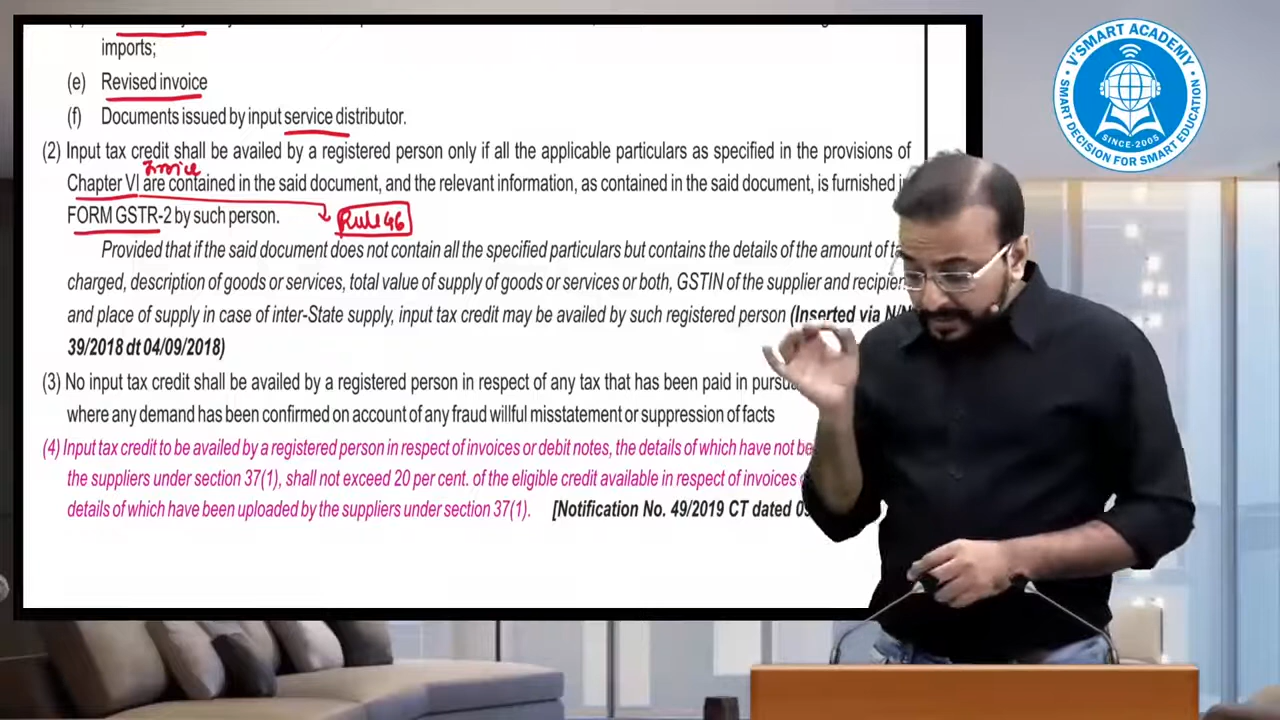 imports;
(e) Revised invoice
(f) Documents issued by input service distributor.
(2) Input tax credit shall be availed by a registered person only if all the applicable particulars as specified in the provisions of
Invoice
Chapter VI are contained in the said document, and the relevant information, as contained in the said document, is furnished
FORM GSTR-2 by such person.
Rule 46
Provided that if the said document does not contain all the specified particulars but contains the details of the amount of
charged, description of goods or services, total value of supply of goods or services or both, GSTIN of the supplier and
and place of supply in case of inter-State supply, input tax credit may be availed by such registered person (Inserted via
39/2018 dt 04/09/2018)
(3) No input tax credit shall be availed by a registered person in respect of any tax that has been paid in
where any demand has been confirmed on account of any fraud willful misstatement or suppression of facts
(4) Input tax credit to be availed by a registered person in respect of invoices or debit notes, the details of which have not
the suppliers under section 37(1), shall not exceed 20 per cent. of the eligible credit available in respect of invoices
details of which have been uploaded by the suppliers under section 37(1). [Notification No. 49/2019 CT dated
V'SMART ACADEMY
SINCE-2005
SMART DECISION FOR SMART EDUCATION